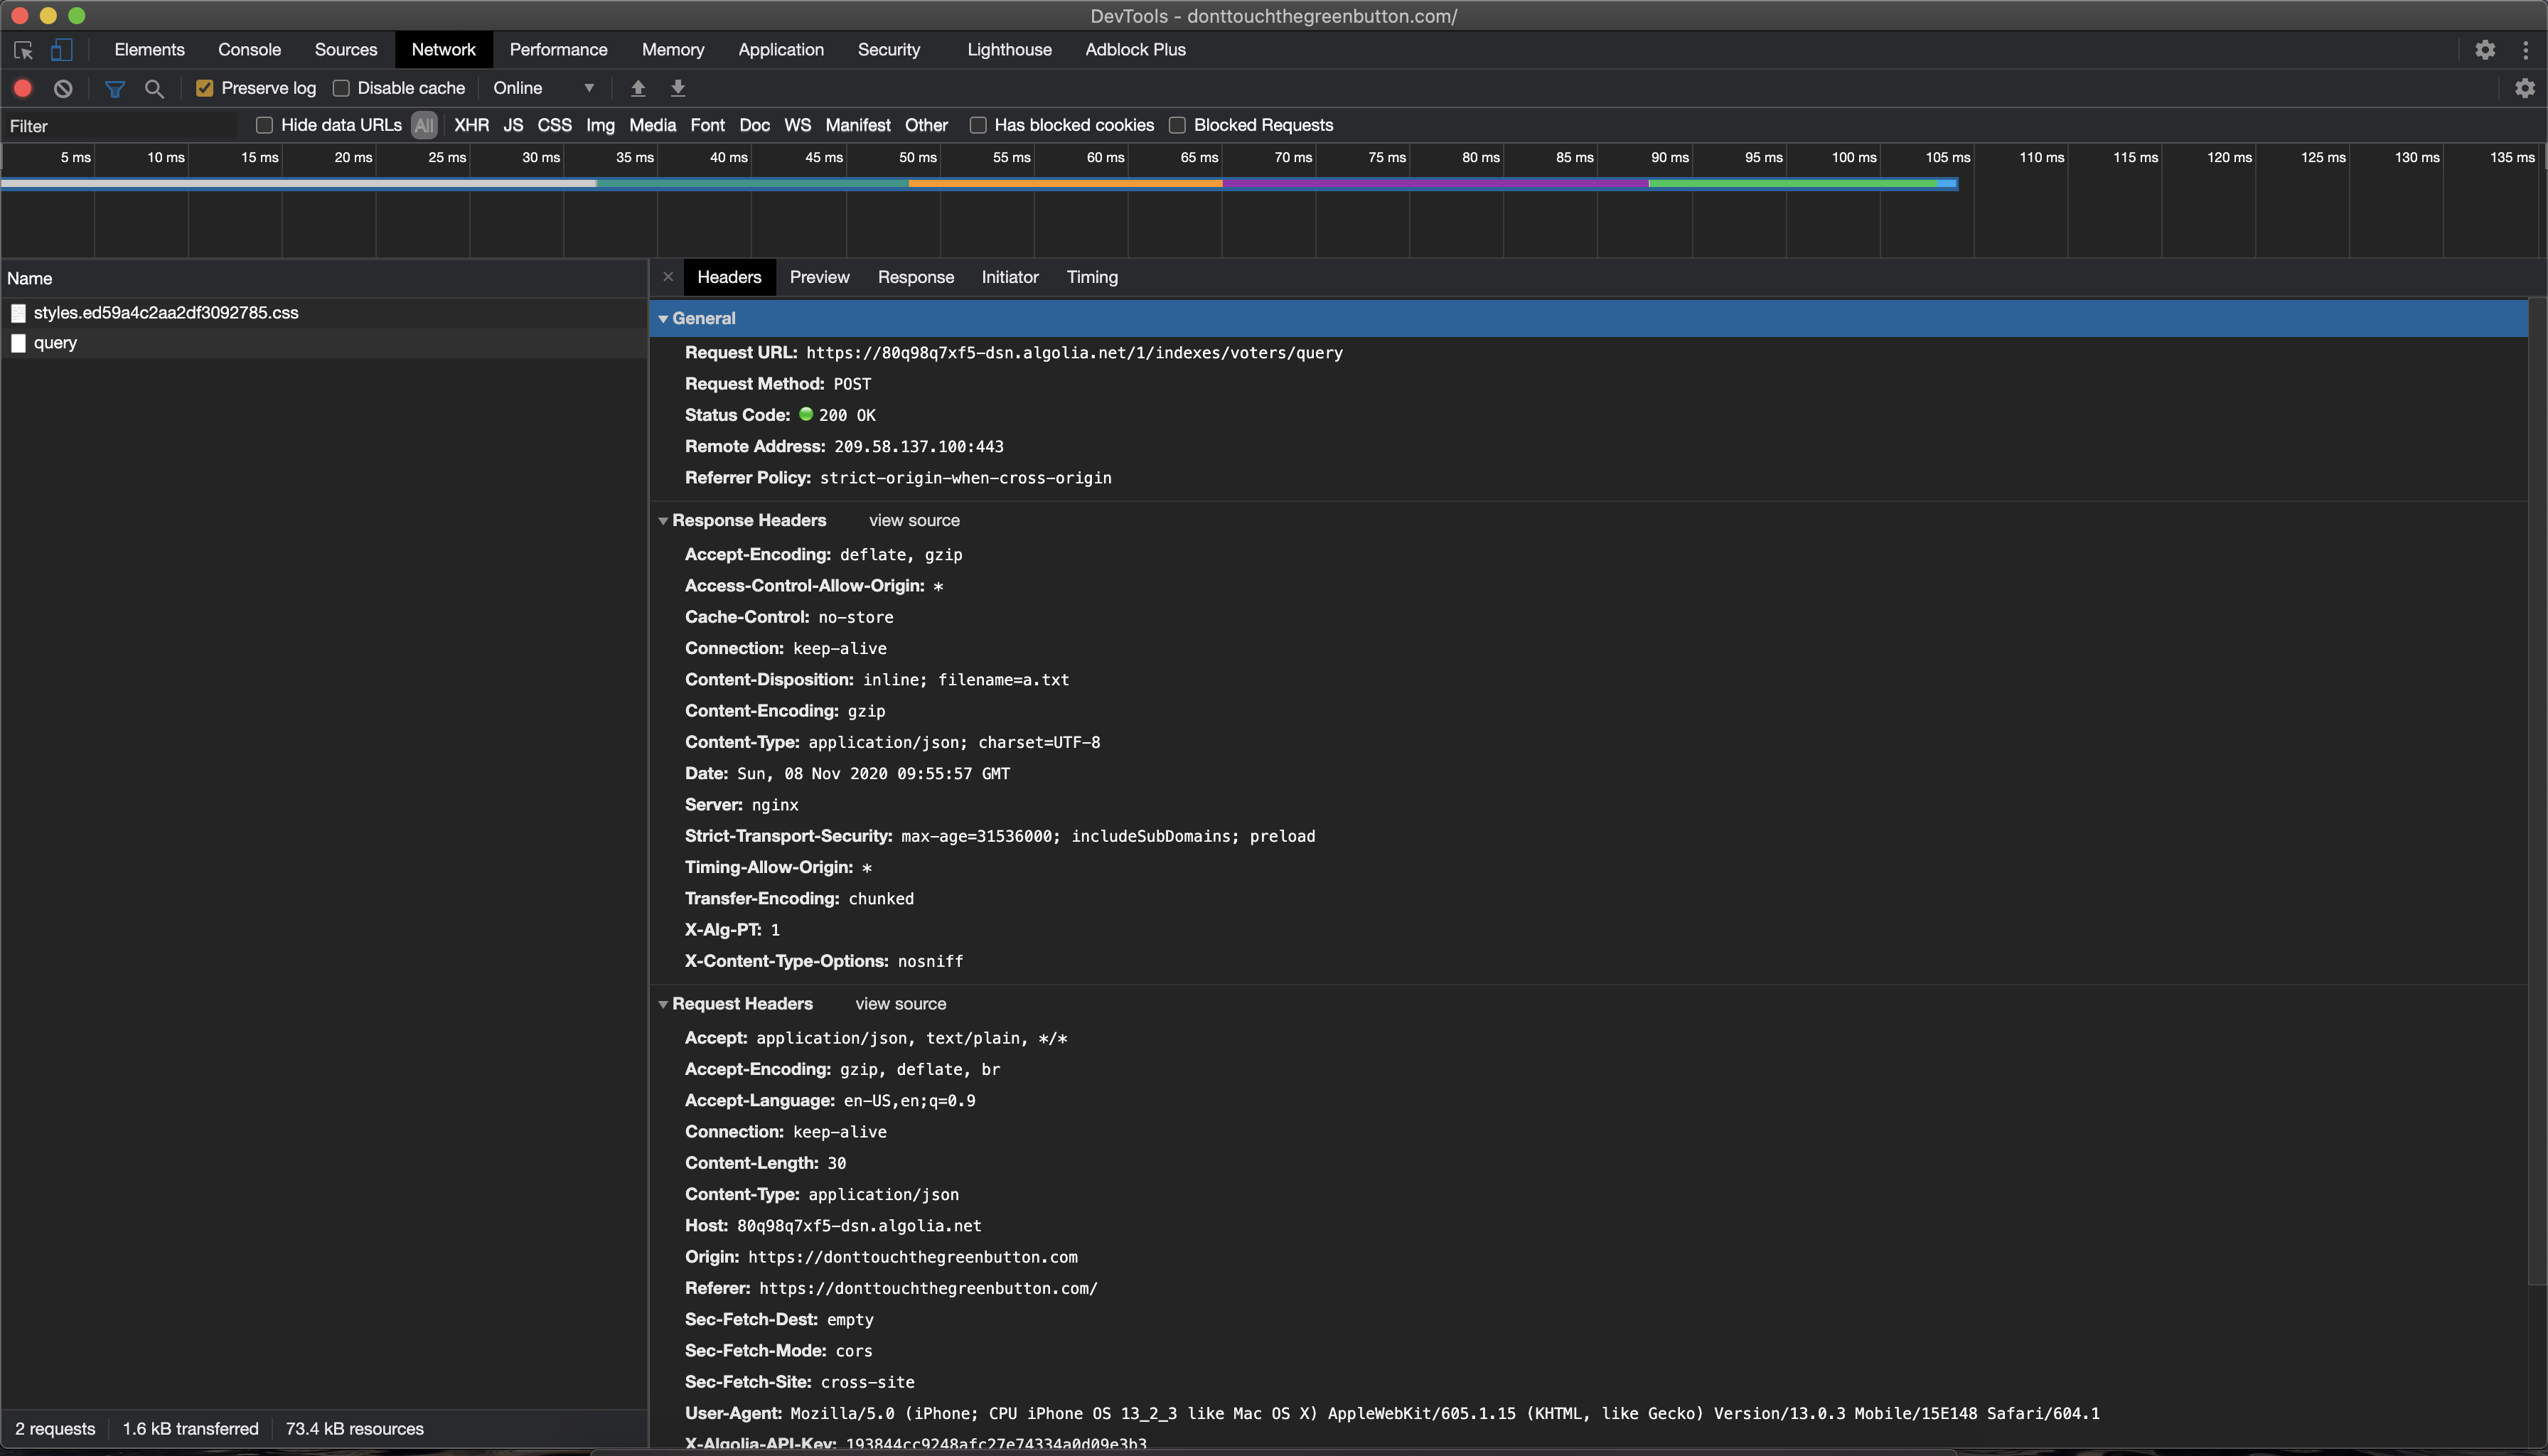 DevTools - donttouchthegreenbutton.com/
Elements Console Sources Network Performance Memory Application Security Lighthouse Adblock Plus
Preserve log Disable cache Online
Filter Hide data URLs All XHR JS CSS Img Media Font Doc WS Manifest Other Has blocked cookies Blocked Requests
5 ms 10 ms 15 ms 20 ms 25 ms 30 ms 35 ms 40 ms 45 ms 50 ms 55 ms 60 ms 65 ms 70 ms 75 ms 80 ms 85 ms 90 ms 95 ms 100 ms 105 ms 110 ms 115 ms 120 ms 125 ms 130 ms 135 ms
Name
styles.ed59a4c2aa2df3092785.css
query
Headers Preview Response Initiator Timing
General
Request URL: https://80q98q7xf5-dsn.algolia.net/1/indexes/voters/query
Request Method: POST
Status Code: 200 OK
Remote Address: 209.58.137.100:443
Referrer Policy: strict-origin-when-cross-origin
Response Headers view source
Accept-Encoding: deflate, gzip
Access-Control-Allow-Origin: *
Cache-Control: no-store
Connection: keep-alive
Content-Disposition: inline; filename=a.txt
Content-Encoding: gzip
Content-Type: application/json; charset=UTF-8
Date: Sun, 08 Nov 2020 09:55:57 GMT
Server: nginx
Strict-Transport-Security: max-age=31536000; includeSubDomains; preload
Timing-Allow-Origin: *
Transfer-Encoding: chunked
X-Alg-PT: 1
X-Content-Type-Options: nosniff
Request Headers view source
Accept: application/json, text/plain, */*
Accept-Encoding: gzip, deflate, br
Accept-Language: en-US,en;q=0.9
Connection: keep-alive
Content-Length: 30
Content-Type: application/json
Host: 80q98q7xf5-dsn.algolia.net
Origin: https://donttouchthegreenbutton.com
Referer: https://donttouchthegreenbutton.com/
Sec-Fetch-Dest: empty
Sec-Fetch-Mode: cors
Sec-Fetch-Site: cross-site
User-Agent: Mozilla/5.0 (iPhone; CPU iPhone OS 13_2_3 like Mac OS X) AppleWebKit/605.1.15 (KHTML, like Gecko) Version/13.0.3 Mobile/15E148 Safari/604.1
X-Algolia-API-Key: 193844cc9248afc27e74334a0d09e3b3
2 requests 1.6 kB transferred 73.4 kB resources